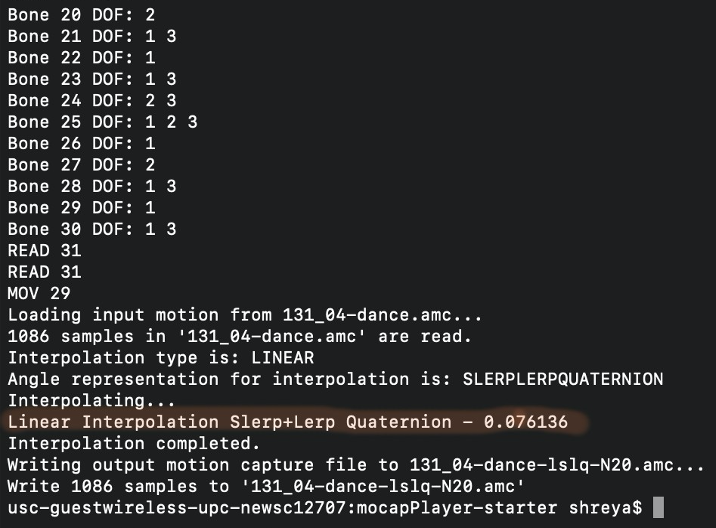 Bone 20 DOF: 2
Bone 21 DOF: 1 3
Bone 22 DOF: 1
Bone 23 DOF: 1 3
Bone 24 DOF: 2 3
Bone 25 DOF: 1 2 3
Bone 26 DOF: 1
Bone 27 DOF: 2
Bone 28 DOF: 1 3
Bone 29 DOF: 1
Bone 30 DOF: 1 3
READ 31
READ 31
MOV 29
Loading input motion from 131_04-dance.amc...
1086 samples in '131_04-dance.amc' are read.
Interpolation type is: LINEAR
Angle representation for interpolation is: SLERPLERPQUATERNION
Interpolating...
Linear Interpolation Slerp+Lerp Quaternion - 0.076136
Interpolation completed.
Writing output motion capture file to 131_04-dance-lslq-N20.amc...
Write 1086 samples to '131_04-dance-lslq-N20.amc'
usc-guestwireless-upc-newsc12707:mocapPlayer-starter shreya$